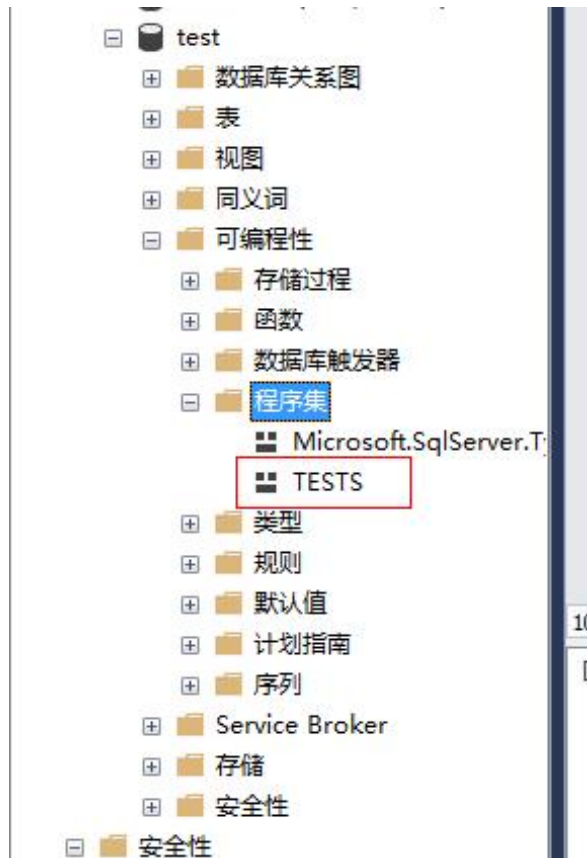 test
数据库关系图
表
视图
同义词
可编程性
存储过程
函数
数据库触发器
程序集
Microsoft.SqlServer.T
TESTS
类型
规则
默认值
计划指南
序列
Service Broker
存储
安全性
安全性